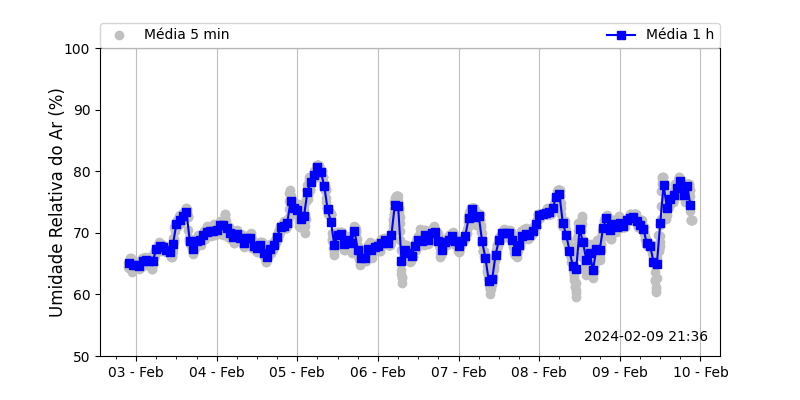 Média 5 min
Média 1 h
Umidade Relativa do Ar (%)
100
90
80
70
60
50
2024-02-09 21:36
03 - Feb
04 - Feb
05 - Feb
06 - Feb
07 - Feb
08 - Feb
09 - Feb
10 - Feb